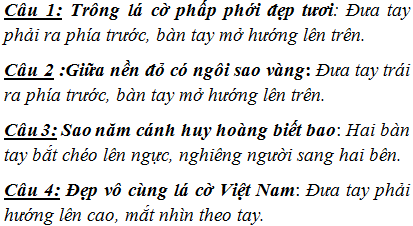 Câu 1: Trông lá cờ phấp phới đẹp tươi: Đưa tay
phải ra phía trước, bàn tay mở hướng lên trên.
Câu 2 :Giữa nền đỏ có ngôi sao vàng: Đưa tay trái
ra phía trước, bàn tay mở hướng lên trên.
Câu 3: Sao năm cánh huy hoàng biết bao: Hai bàn
tay bắt chéo lên ngực, nghiêng người sang hai bên.
Câu 4: Đẹp vô cùng lá cờ Việt Nam: Đưa tay phải
hướng lên cao, mắt nhìn theo tay.